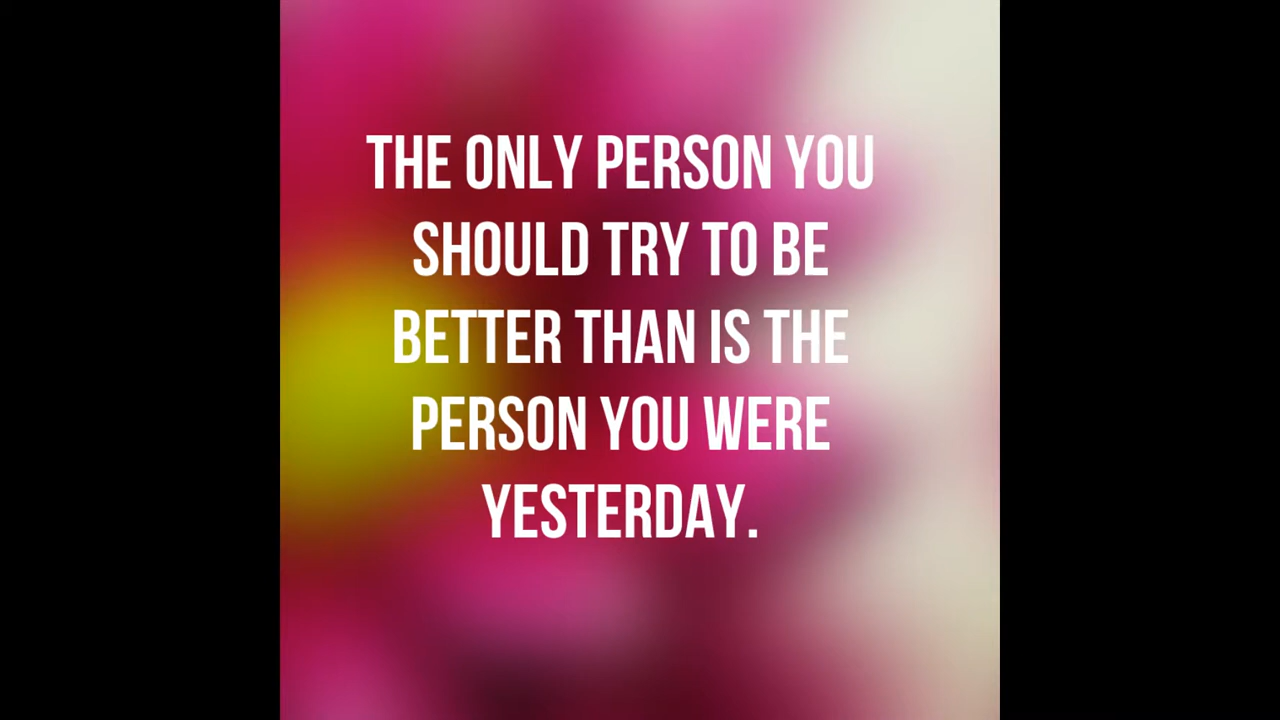 THE ONLY PERSON YOU
SHOULD TRY TO BE
BETTER THAN IS THE
PERSON YOU WERE
YESTERDAY.